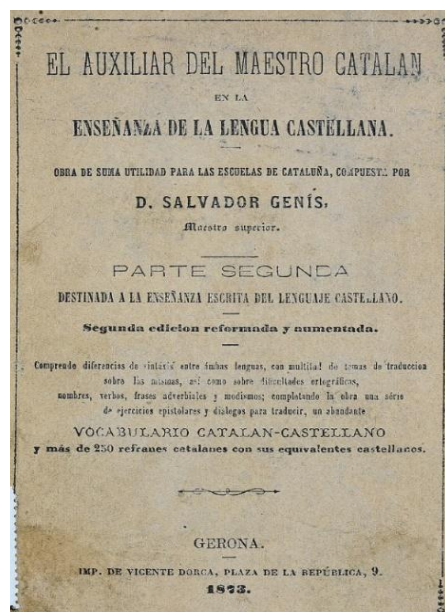 EL AUXILIAR DEL MAESTRO CATALAN
EN LA
ENSEÑANZA DE LA LENGUA CASTELLANA.
OBRA DE SUMA UTILIDAD PARA LAS ESCUELAS DE CATALUÑA, COMPUESTA POR
D. SALVADOR GENÍS,
Maestro superior.
PARTE SEGUNDA
DESTINADA A LA ENSEÑANZA ESCRITA DEL LENGUAJE CASTELLANO.
Segunda edicion reformada y aumentada.
Comprende diferencias de sintáxis entre ámbas lenguas, con multitud de temas de traduccion
sobre las mismas, así como sobre dificultades ortográficas,
nombres, verbos, frases adverbiales y modismos; completando la obra una série
de ejercicios epistolares y diálogos para traducir, un abundante
VOCABULARIO CATALAN-CASTELLANO
y más de 250 refranes catalanes con sus equivalentes castellanos.
GERONA.
IMP. DE VICENTE DORCA, PLAZA DE LA REPÚBLICA, 9.
1873.